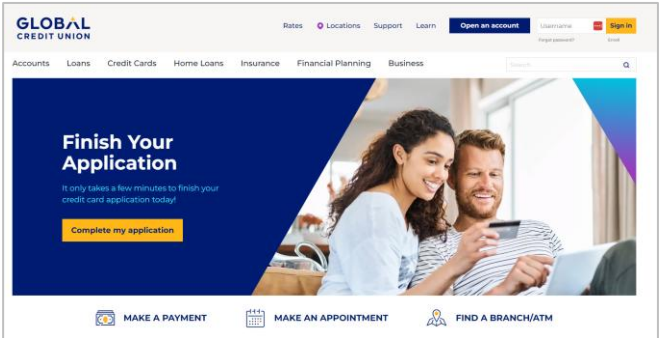 GLOBAL
CREDIT UNION
Rates Locations Support Learn Open an account Username Sign in
Forgot password? Enroll
Accounts Loans Credit Cards Home Loans Insurance Financial Planning Business Search
Finish Your
Application
It only takes a few minutes to finish your
credit card application today!
Complete my application
MAKE A PAYMENT MAKE AN APPOINTMENT FIND A BRANCH/ATM